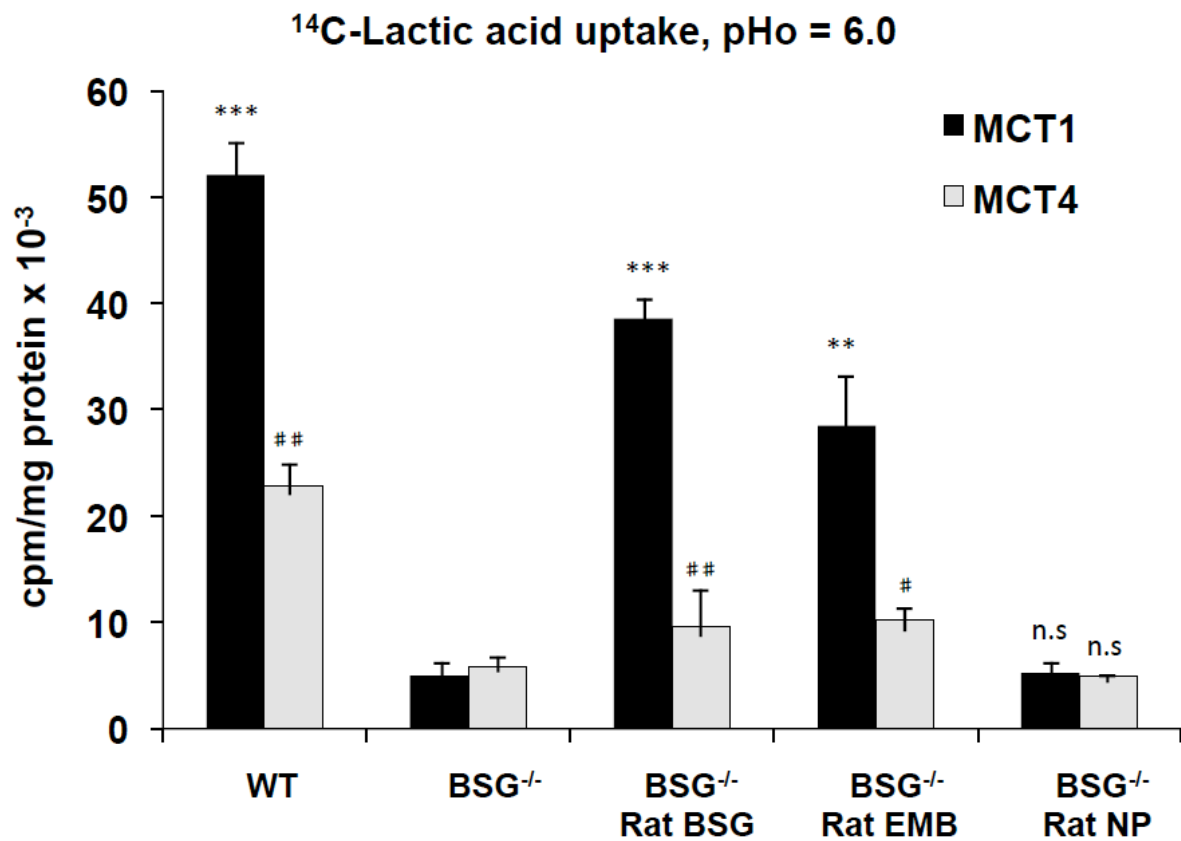 ¹⁴C-Lactic acid uptake, pHo = 6.0
cpm/mg protein x 10⁻³
60
50
40
30
20
10
0
MCT1
MCT4
***
##
***
##
**
#
n.s
n.s
WT
BSG⁻/⁻
BSG⁻/⁻
Rat BSG
BSG⁻/⁻
Rat EMB
BSG⁻/⁻
Rat NP